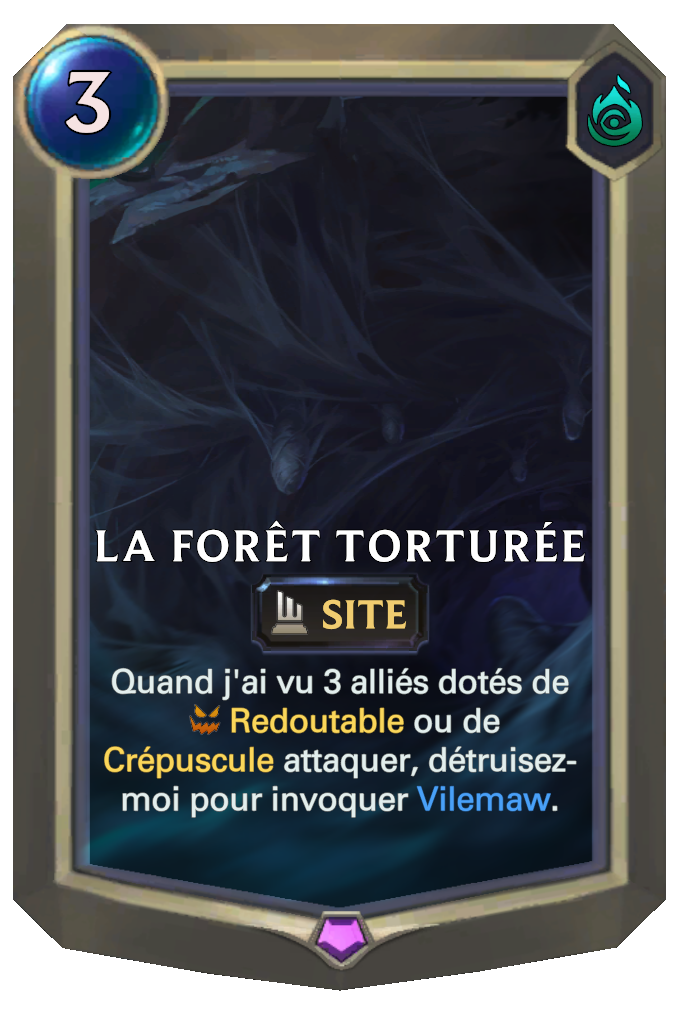 3
LA FORÊT TORTURÉE
SITE
Quand j'ai vu 3 alliés dotés de
Redoutable ou de
Crépuscule attaquer, détruisez-
moi pour invoquer Vilemaw.